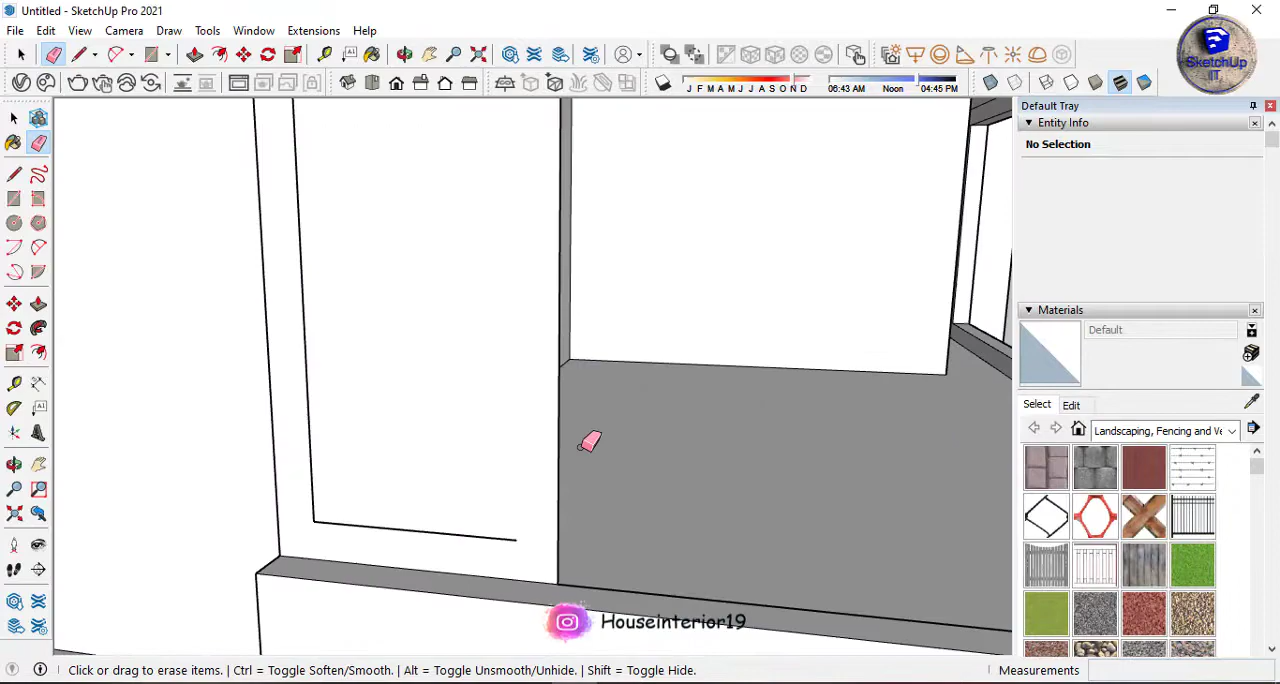 Untitled - SketchUp Pro 2021
File Edit View Camera Draw Tools Window Extensions Help
SketchUp
IT
J F M A M J J A S O N D
06:43 AM Noon 04:45 PM
Default Tray
Entity Info
No Selection
Materials
Default
Select Edit
Landscaping, Fencing and Ve
Houseinterior19
Click or drag to erase items. | Ctrl = Toggle Soften/Smooth. | Alt = Toggle Unsmooth/Unhide. | Shift = Toggle Hide.
Measurements